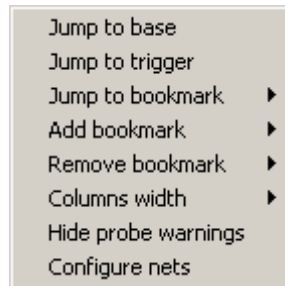 Jump to base
Jump to trigger
Jump to bookmark
Add bookmark
Remove bookmark
Columns width
Hide probe warnings
Configure nets